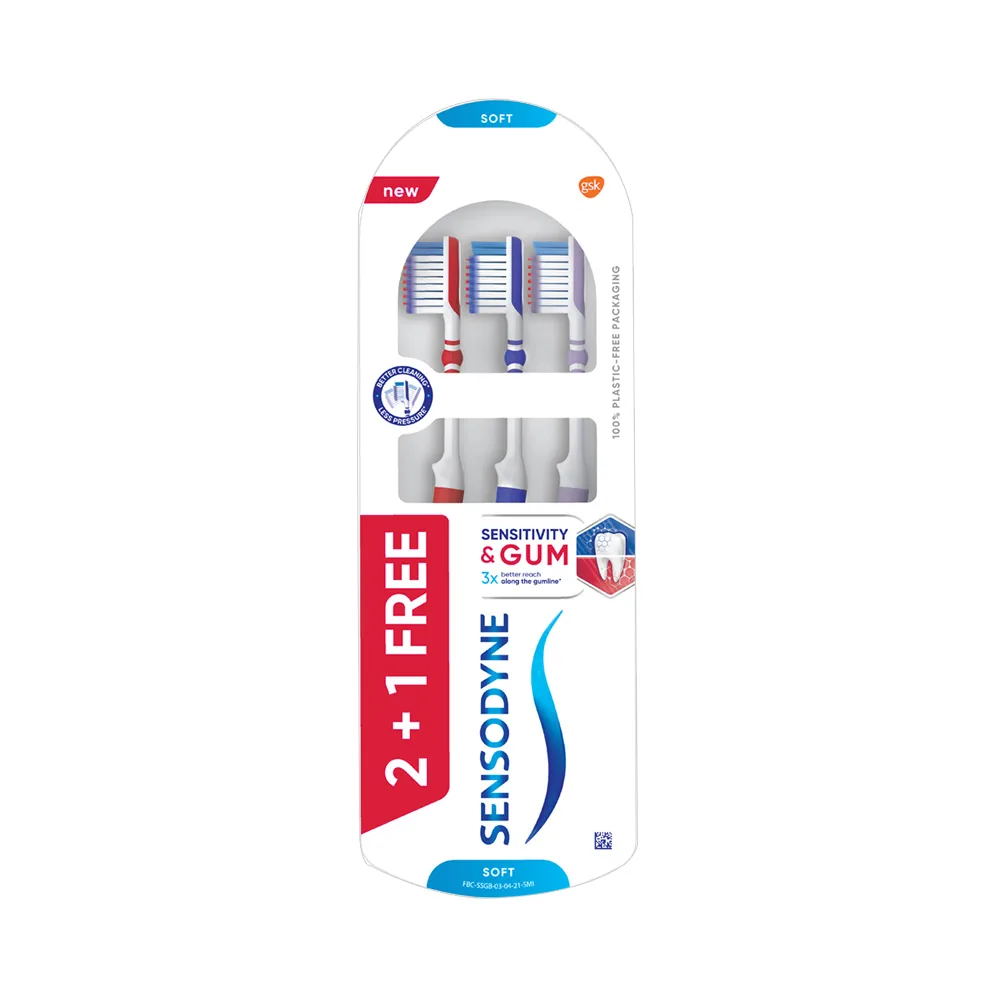 SOFT
new
gsk
100% PLASTIC-FREE PACKAGING
BETTER CLEANING*
LESS PRESSURE*
2 + 1 FREE
SENSITIVITY
& GUM
3x better reach
along the gumline*
SENSODYNE
SOFT
FBC-SSGB-03-04-21-SMI